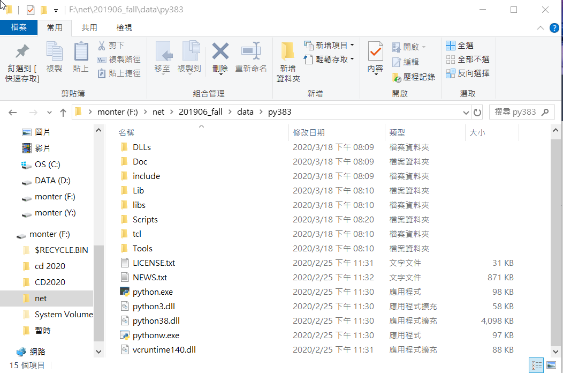 F:\net\201906_fall\data\py383
檔案 常用 共用 檢視
釘選到 [快速存取] 複製 貼上 剪下 複製路徑 貼上捷徑
移至 複製到 刪除 重新命名
新增資料夾 新增項目 輕鬆存取
內容 開啟 編輯 歷程記錄
全選 全部不選 反向選擇
剪貼簿 組合管理 新增 開啟 選取
monter (F:) > net > 201906_fall > data > py383
搜尋 py383
圖片
影片
OS (C:)
DATA (D:)
monter (F:)
monter (Y:)
monter (F:)
$RECYCLE.BIN
cd 2020
CD2020
net
System Volume
暫時
網路
名稱 修改日期 類型 大小
DLLs 2020/3/18 下午 08:09 檔案資料夾
Doc 2020/3/18 下午 08:09 檔案資料夾
include 2020/3/18 下午 08:09 檔案資料夾
Lib 2020/3/18 下午 08:10 檔案資料夾
libs 2020/3/18 下午 08:10 檔案資料夾
Scripts 2020/3/18 下午 08:20 檔案資料夾
tcl 2020/3/18 下午 08:10 檔案資料夾
Tools 2020/3/18 下午 08:10 檔案資料夾
LICENSE.txt 2020/2/25 下午 11:31 文字文件 31 KB
NEWS.txt 2020/2/25 下午 11:32 文字文件 871 KB
python.exe 2020/2/25 下午 11:30 應用程式 98 KB
python3.dll 2020/2/25 下午 11:30 應用程式擴充 58 KB
python38.dll 2020/2/25 下午 11:30 應用程式擴充 4,098 KB
pythonw.exe 2020/2/25 下午 11:30 應用程式 97 KB
vcruntime140.dll 2020/2/25 下午 11:31 應用程式擴充 88 KB
15 個項目